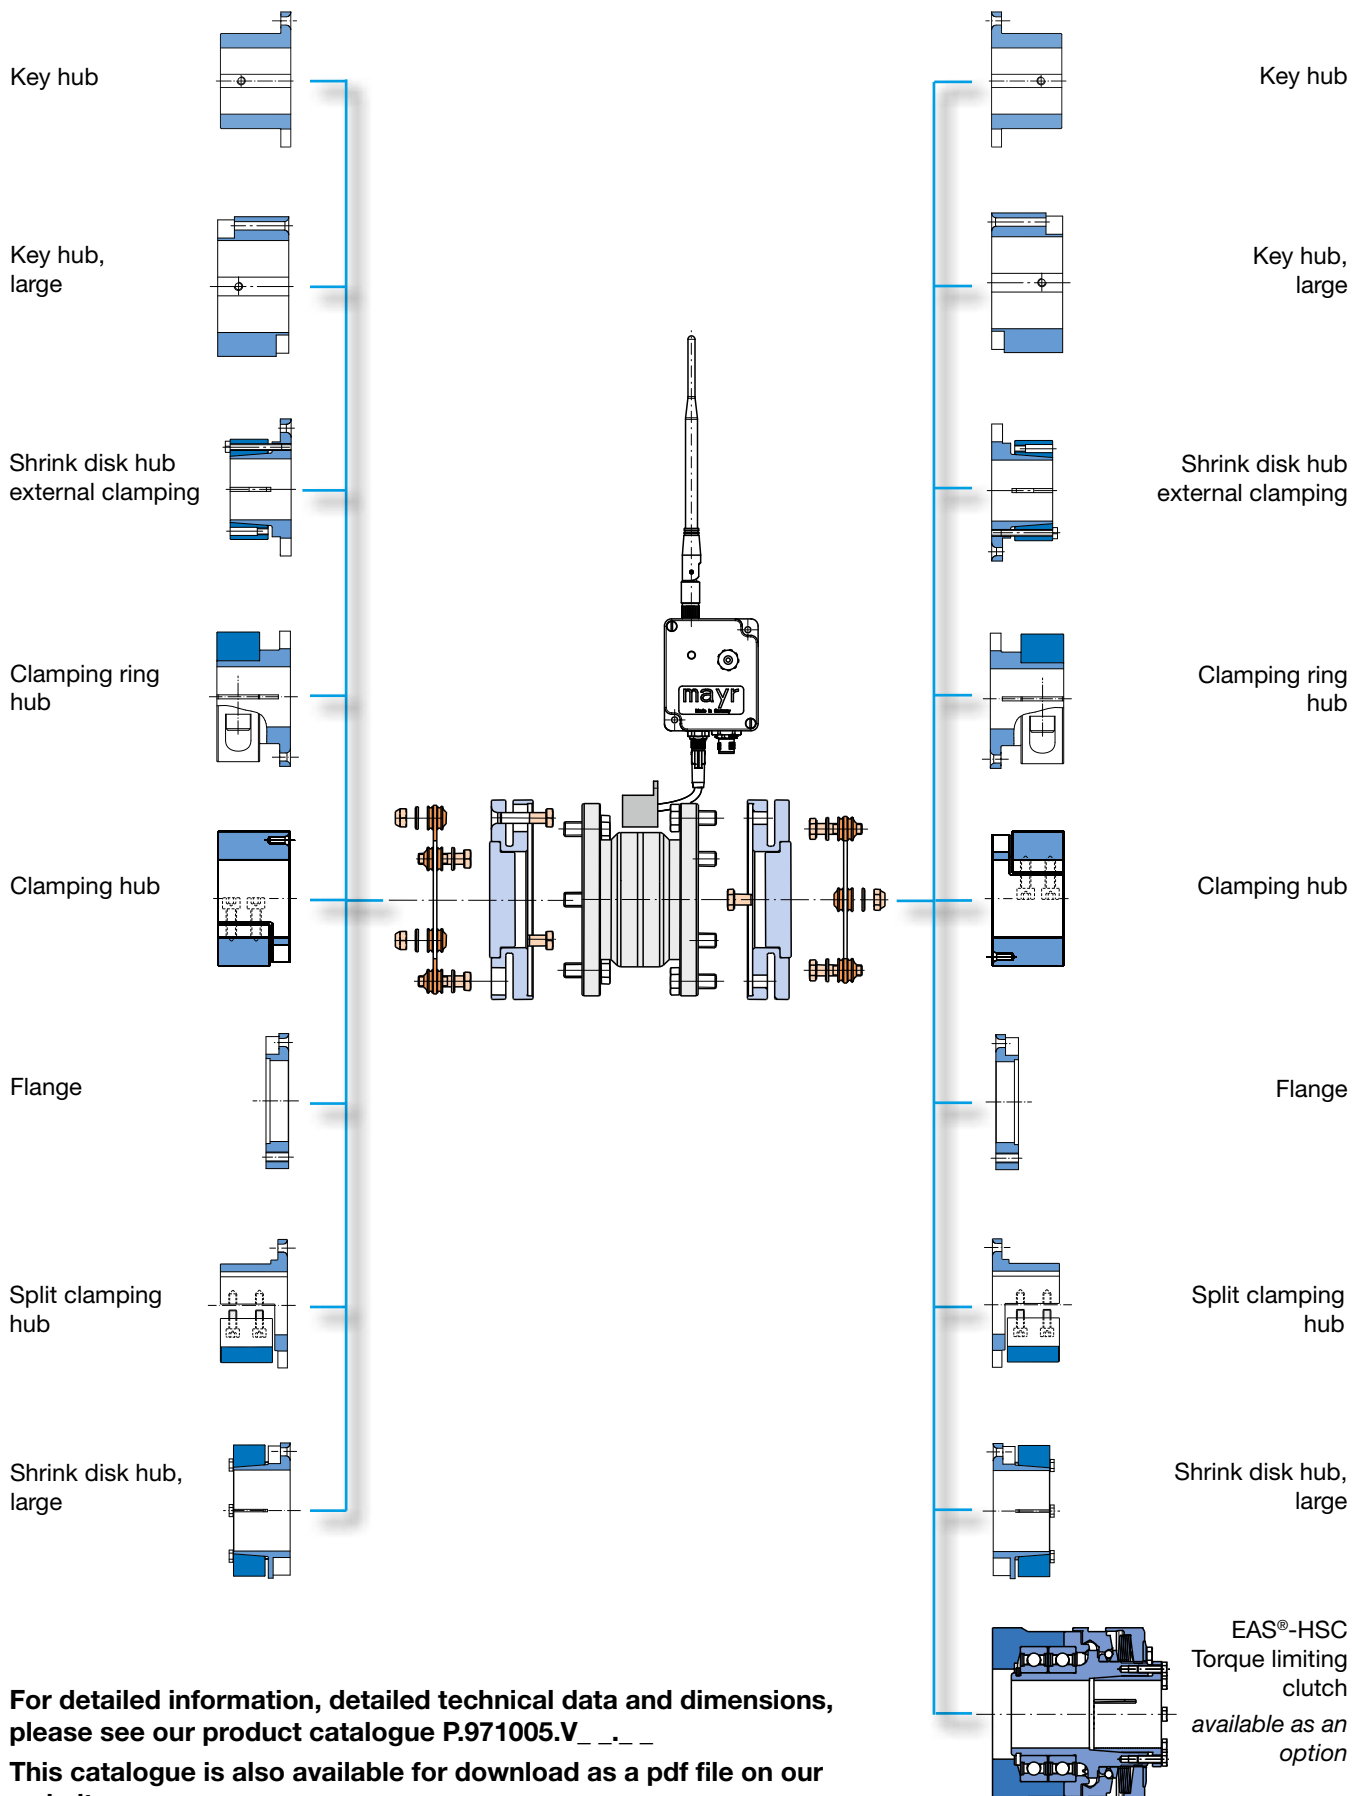 Key hub
Key hub,
large
Shrink disk hub
external clamping
Clamping ring
hub
Clamping hub
Flange
Split clamping
hub
Shrink disk hub,
large
mayr
Made in Germany
Key hub
Key hub,
large
Shrink disk hub
external clamping
Clamping ring
hub
Clamping hub
Flange
Split clamping
hub
Shrink disk hub,
large
EAS®-HSC
Torque limiting
clutch
available as an
option
For detailed information, detailed technical data and dimensions,
please see our product catalogue P.971005.V_ _._ _
This catalogue is also available for download as a pdf file on our